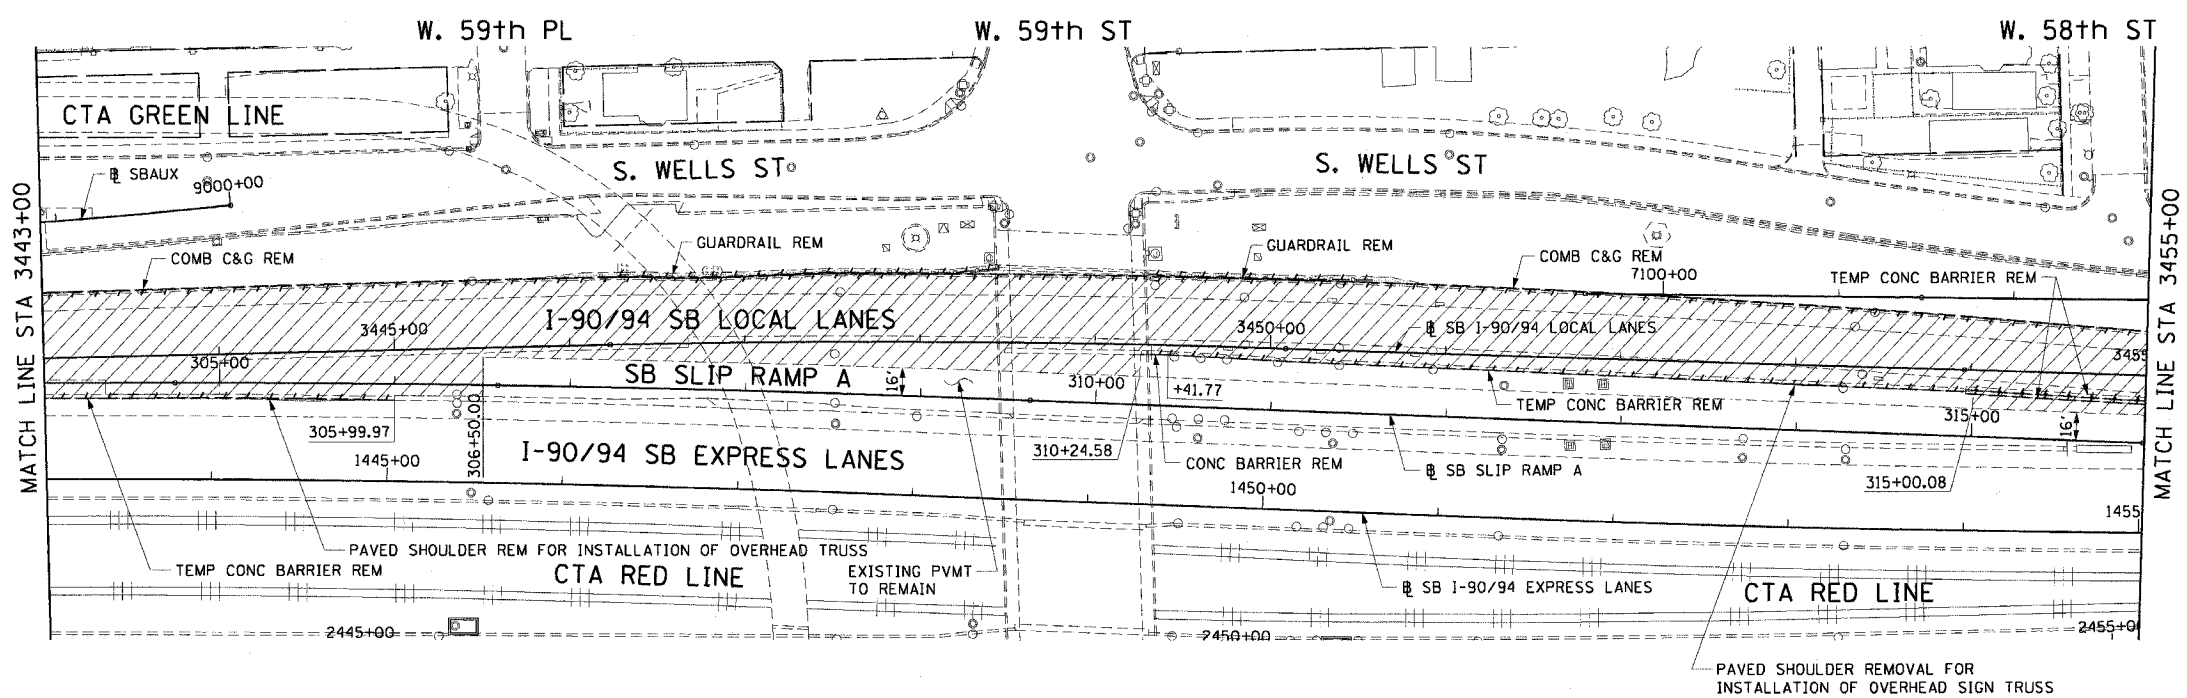 W. 59th PL
W. 59th ST
W. 58th ST
CTA GREEN LINE
S. WELLS ST
S. WELLS ST
℄ SBAUX
9000+00
MATCH LINE STA 3443+00
MATCH LINE STA 3455+00
COMB C&G REM
GUARDRAIL REM
GUARDRAIL REM
COMB C&G REM
7100+00
TEMP CONC BARRIER REM
I-90/94 SB LOCAL LANES
3445+00
3450+00
℄ SB I-90/94 LOCAL LANES
3455
305+00
SB SLIP RAMP A
16'
310+00
+41.77
TEMP CONC BARRIER REM
315+00
16'
305+99.97
306+50.00
1445+00
I-90/94 SB EXPRESS LANES
310+24.58
CONC BARRIER REM
℄ SB SLIP RAMP A
315+00.08
1450+00
1455
PAVED SHOULDER REM FOR INSTALLATION OF OVERHEAD TRUSS
TEMP CONC BARRIER REM
CTA RED LINE
EXISTING PVMT
TO REMAIN
℄ SB I-90/94 EXPRESS LANES
CTA RED LINE
2445+00
2450+00
2455+0
PAVED SHOULDER REMOVAL FOR
INSTALLATION OF OVERHEAD SIGN TRUSS